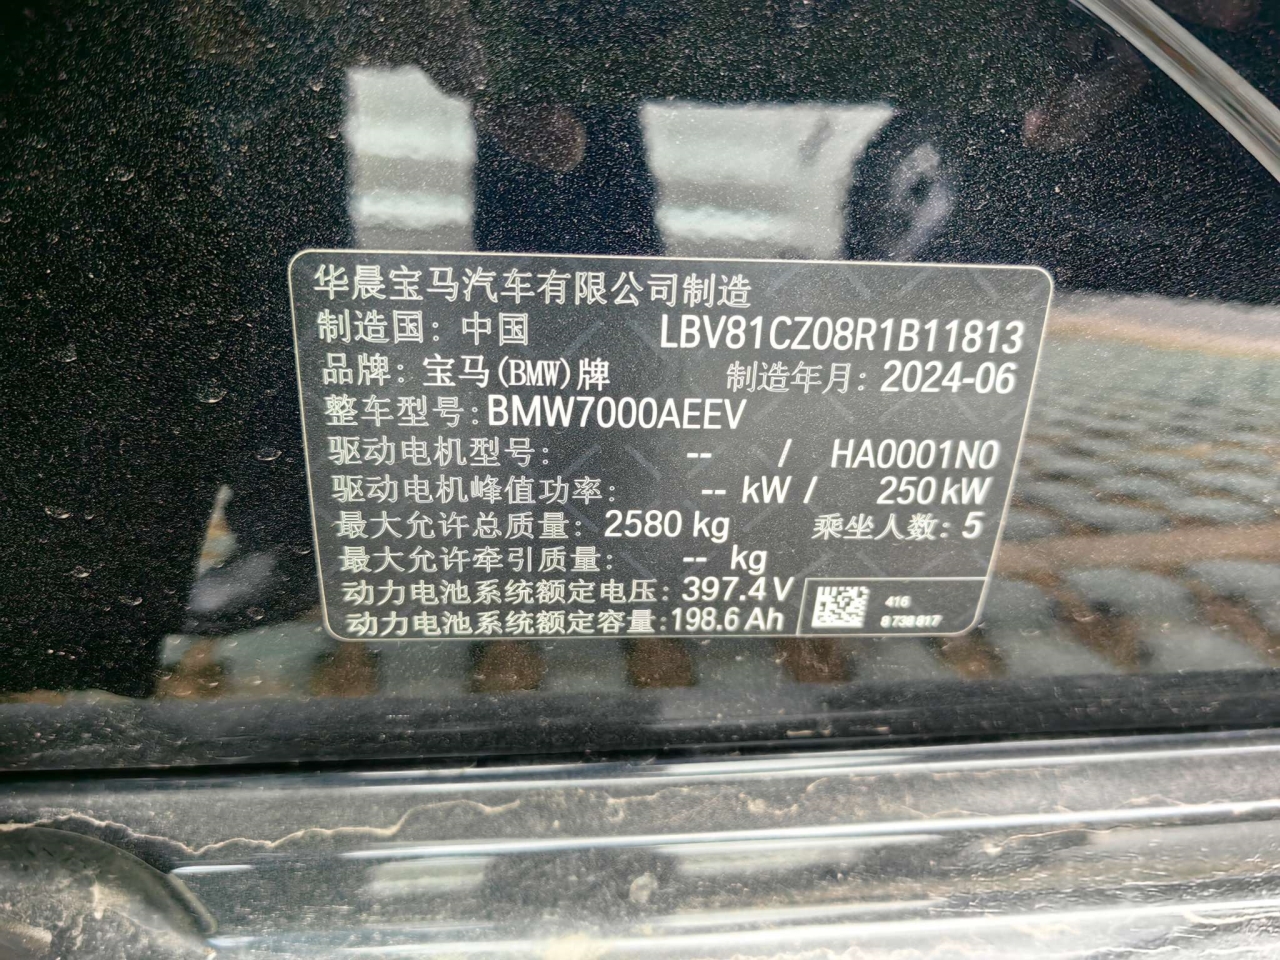 华晨宝马汽车有限公司制造
制造国：中国 LBV81CZ08R1B11813
品牌：宝马(BMW)牌 制造年月：2024-06
整车型号：BMW7000AEEV
驱动电机型号： -- / HA0001N0
驱动电机峰值功率： -- kW / 250 kW
最大允许总质量：2580 kg 乘坐人数：5
最大允许牵引质量： -- kg
动力电池系统额定电压：397.4 V
动力电池系统额定容量：198.6 Ah
416
8 738 817